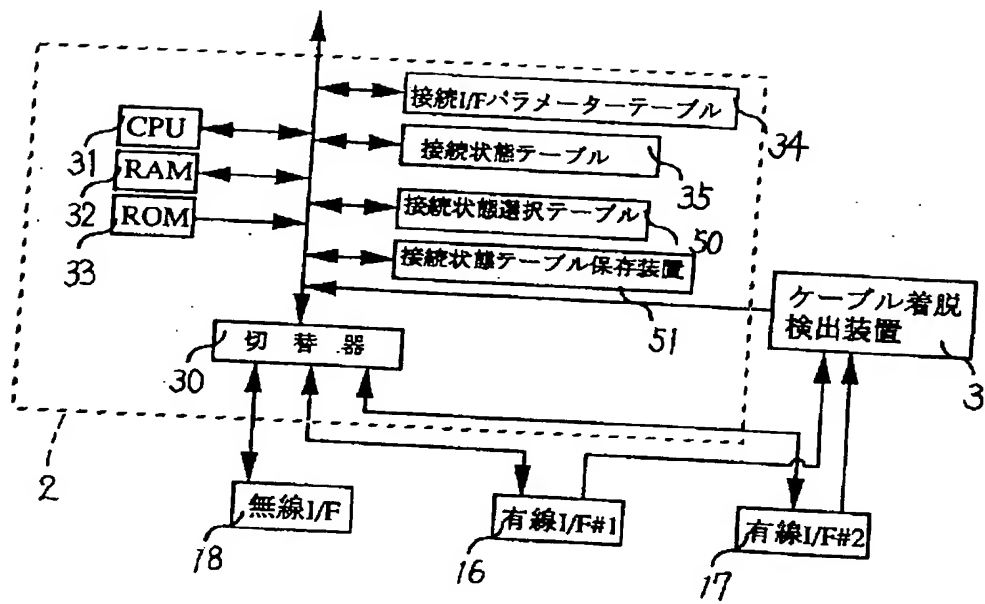 接続I/Fパラメーターテーブル
34
CPU
31
接続状態テーブル
35
RAM
32
接続状態選択テーブル
50
ROM
33
接続状態テーブル保存装置
51
ケーブル着脱
検出装置
3
切替器
30
2
無線I/F
18
有線I/F#1
16
有線I/F#2
17